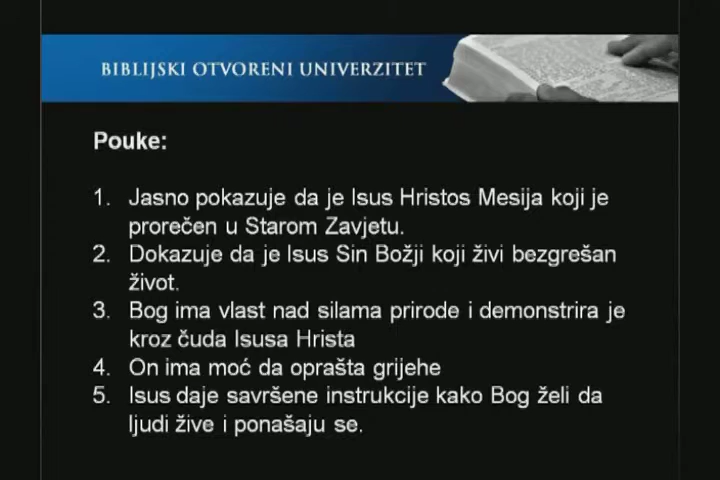 BIBLIJSKI OTVORENI UNIVERZITET
Pouke:
1. Jasno pokazuje da je Isus Hristos Mesija koji je
prorečen u Starom Zavjetu.
2. Dokazuje da je Isus Sin Božji koji živi bezgrešan
život.
3. Bog ima vlast nad silama prirode i demonstrira je
kroz čuda Isusa Hrista
4. On ima moć da oprašta grijehe
5. Isus daje savršene instrukcije kako Bog želi da
ljudi žive i ponašaju se.